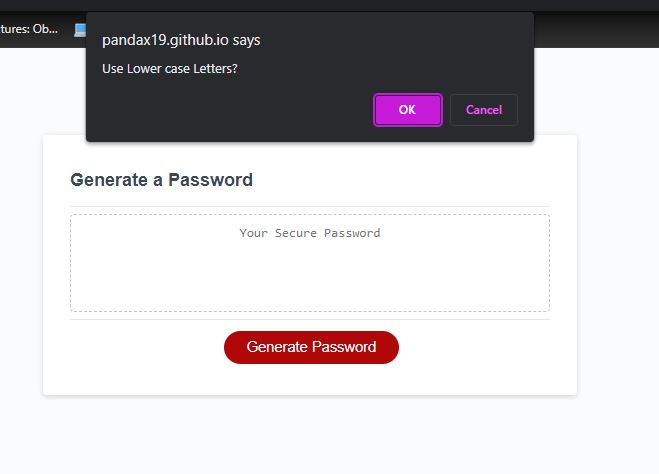 tures: Ob...
pandax19.github.io says
Use Lower case Letters?
OK
Cancel
Generate a Password
Your Secure Password
Generate Password